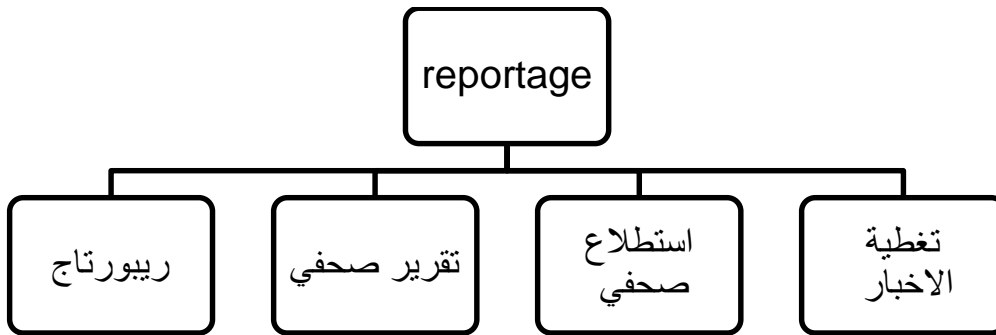 reportage
ريبورتاج
تقرير صحفي
استطلاع
صحفي
تغطية
الاخبار